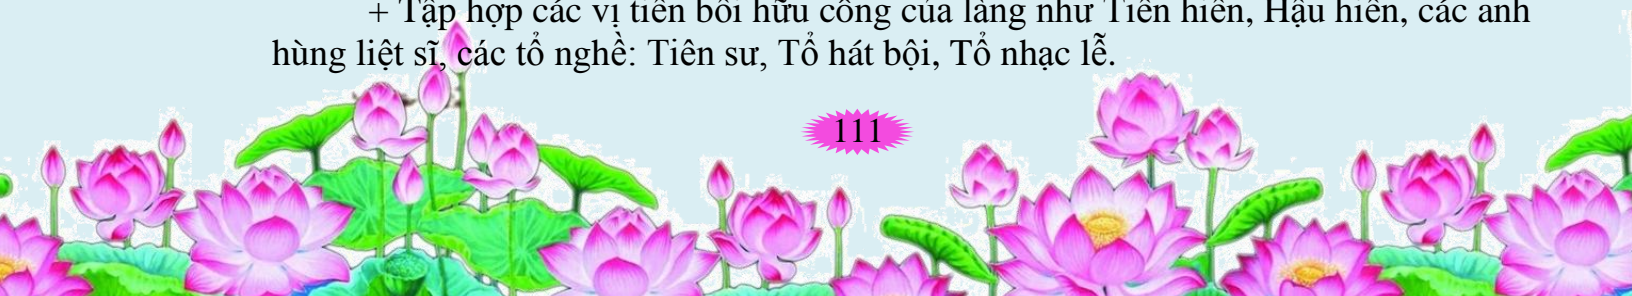 + Tập hợp các vị tiền bối hữu công của làng như Tiền hiền, Hậu hiền, các anh
hùng liệt sĩ, các tổ nghề: Tiên sư, Tổ hát bội, Tổ nhạc lễ.
111